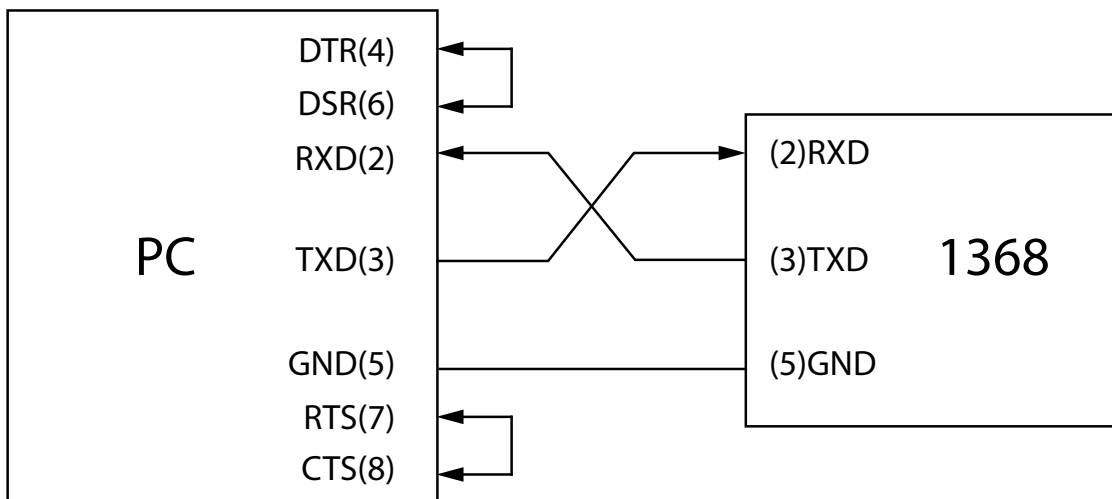 DTR(4)
DSR(6)
RXD(2)
(2)RXD
PC
TXD(3)
(3)TXD
1368
GND(5)
(5)GND
RTS(7)
CTS(8)